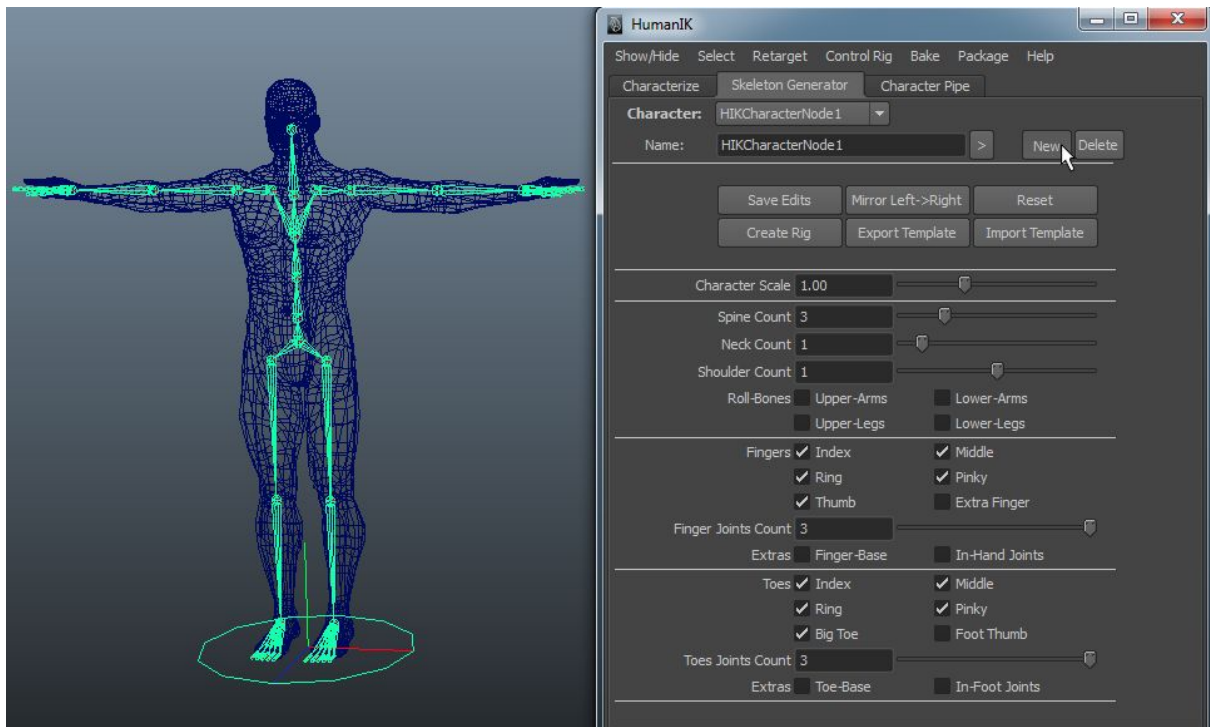 HumanIK
Show/Hide Select Retarget Control Rig Bake Package Help
Characterize Skeleton Generator Character Pipe
Character: HIKCharacterNode1
Name: HIKCharacterNode1 > New Delete
Save Edits Mirror Left->Right Reset
Create Rig Export Template Import Template
Character Scale 1.00
Spine Count 3
Neck Count 1
Shoulder Count 1
Roll-Bones Upper-Arms Lower-Arms
Upper-Legs Lower-Legs
Fingers Index Middle
Ring Pinky
Thumb Extra Finger
Finger Joints Count 3
Extras Finger-Base In-Hand Joints
Toes Index Middle
Ring Pinky
Big Toe Foot Thumb
Toes Joints Count 3
Extras Toe-Base In-Foot Joints